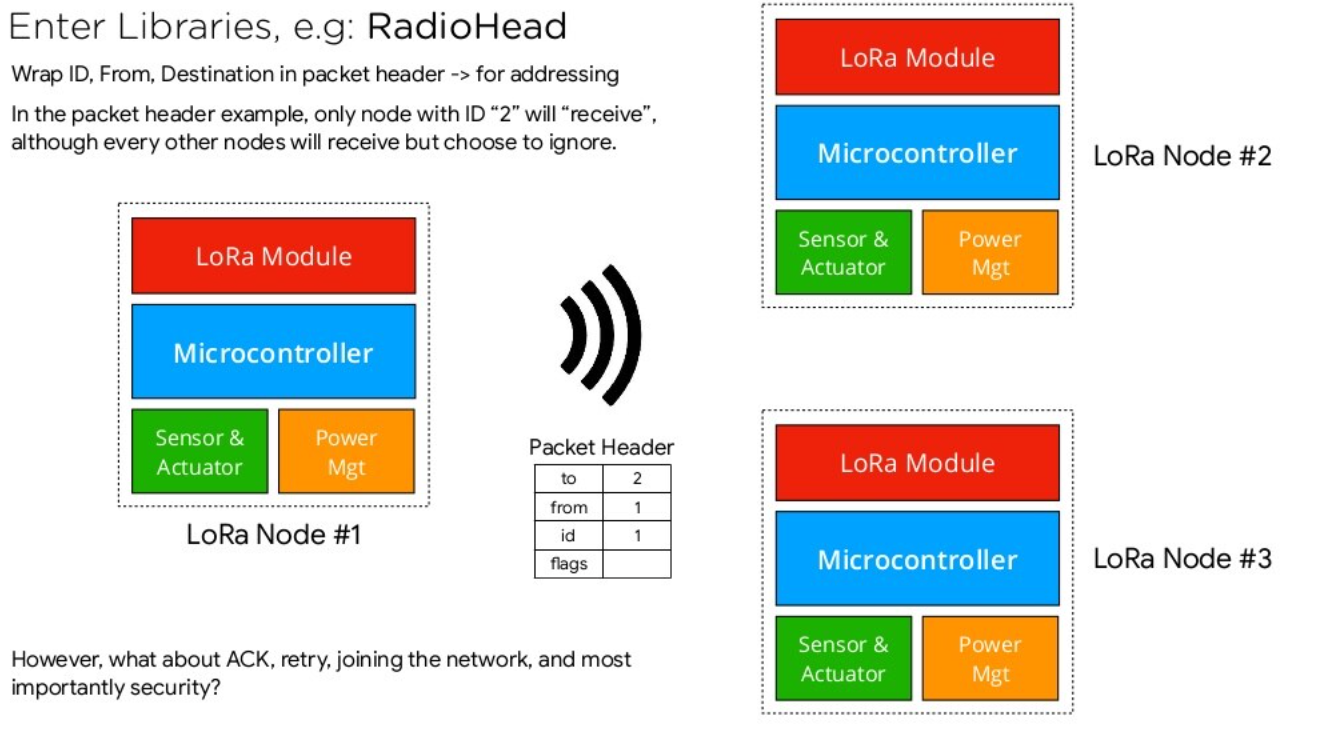 Enter Libraries, e.g: RadioHead
Wrap ID, From, Destination in packet header -> for addressing
In the packet header example, only node with ID “2” will “receive”,
although every other nodes will receive but choose to ignore.
LoRa Module
Microcontroller
Sensor &
Actuator
Power
Mgt
LoRa Node #1
Packet Header
to 2
from 1
id 1
flags
LoRa Module
Microcontroller
Sensor &
Actuator
Power
Mgt
LoRa Node #2
LoRa Module
Microcontroller
Sensor &
Actuator
Power
Mgt
LoRa Node #3
However, what about ACK, retry, joining the network, and most
importantly security?